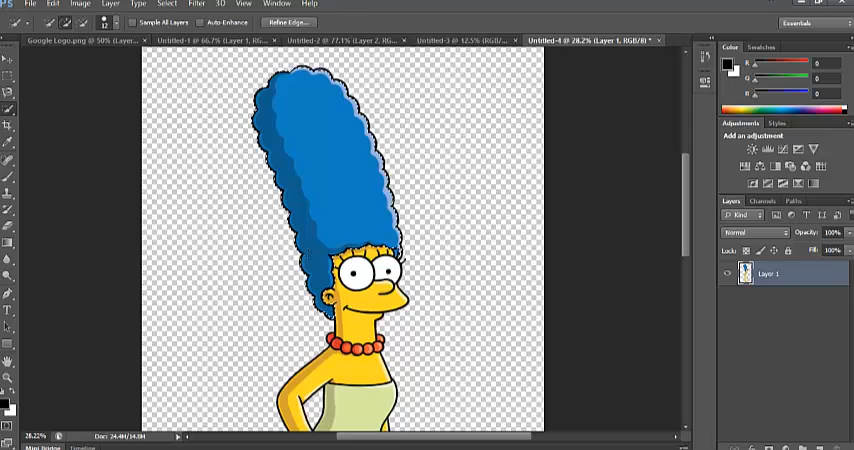 Ps File Edit Image Layer Type Select Filter 3D View Window Help
12 Sample All Layers Auto-Enhance Refine Edge... Essentials
Google Logo.png @ 50% (Layer... Untitled-1 @ 66.7% (Layer 1, RG... Untitled-2 @ 77.1% (Layer 2, RG... Untitled-3 @ 12.5% (RGB/8... Untitled-4 @ 28.2% (Layer 1, RGB/8) *
Color Swatches
R 0
G 0
B 0
Adjustments Styles
Add an adjustment
Layers Channels Paths
Kind
Normal Opacity: 100%
Lock: Fill: 100%
Layer 1
28.22% Doc: 24.4M/14.8M
Mini Bridge Timeline